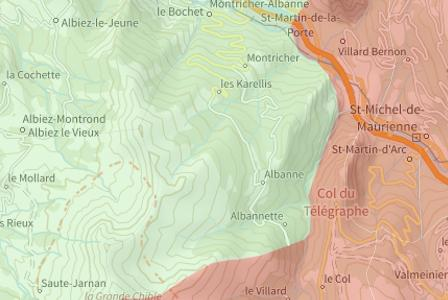 Montricher-Albanne
le Bochet
St-Martin-de-la-
Porte
Albiez-le-Jeune
Villard Bernon
Montricher
la Cochette
les Karellis
St-Michel-de-
Maurienne
Albiez-Montrond
Albiez le Vieux
St-Martin-d'Arc
le Mollard
Albanne
Col du
Télégraphe
Albannette
s Rieux
Valmeinier
Saute-Jarnan
le Col
la Grande Chible
le Villard